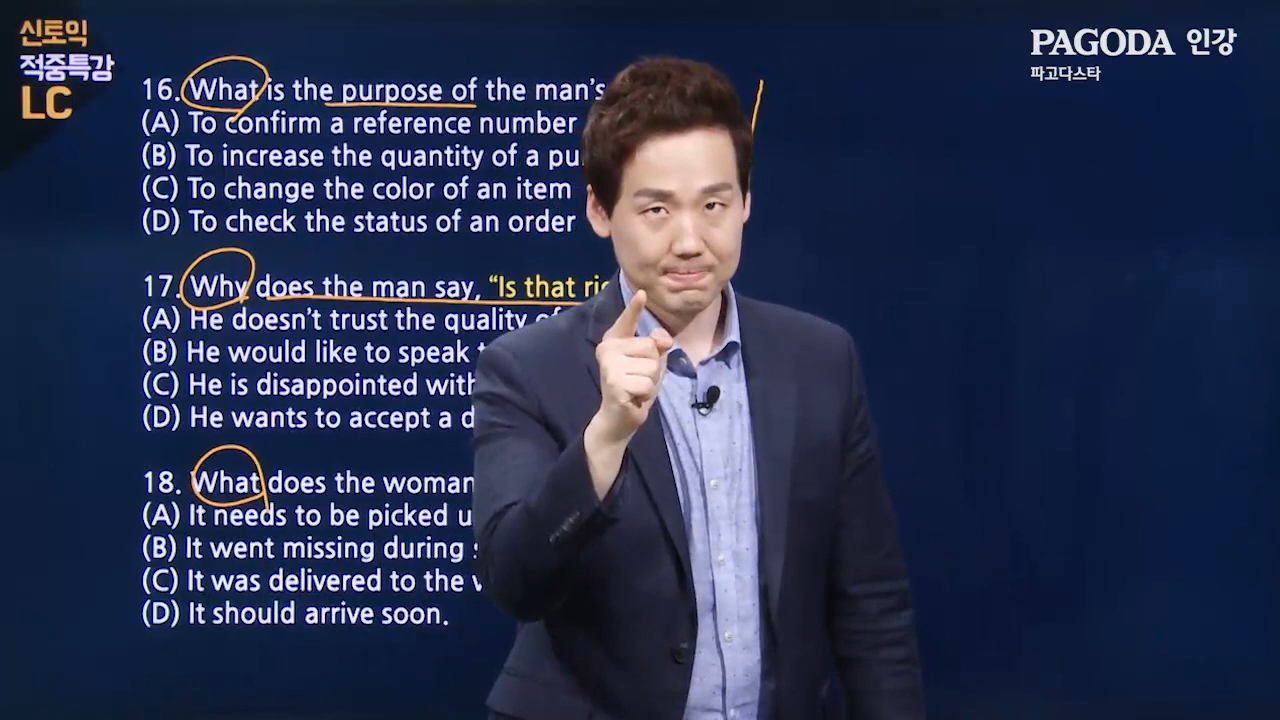 신토익
적중특강
LC
PAGODA 인강
파고다스타
16. What is the purpose of the man's
(A) To confirm a reference number
(B) To increase the quantity of a
(C) To change the color of an item
(D) To check the status of an order
17. Why does the man say, “Is that
(A) He doesn't trust the quality of
(B) He would like to speak
(C) He is disappointed with
(D) He wants to accept a
18. What does the woman
(A) It needs to be picked
(B) It went missing during
(C) It was delivered to the
(D) It should arrive soon.